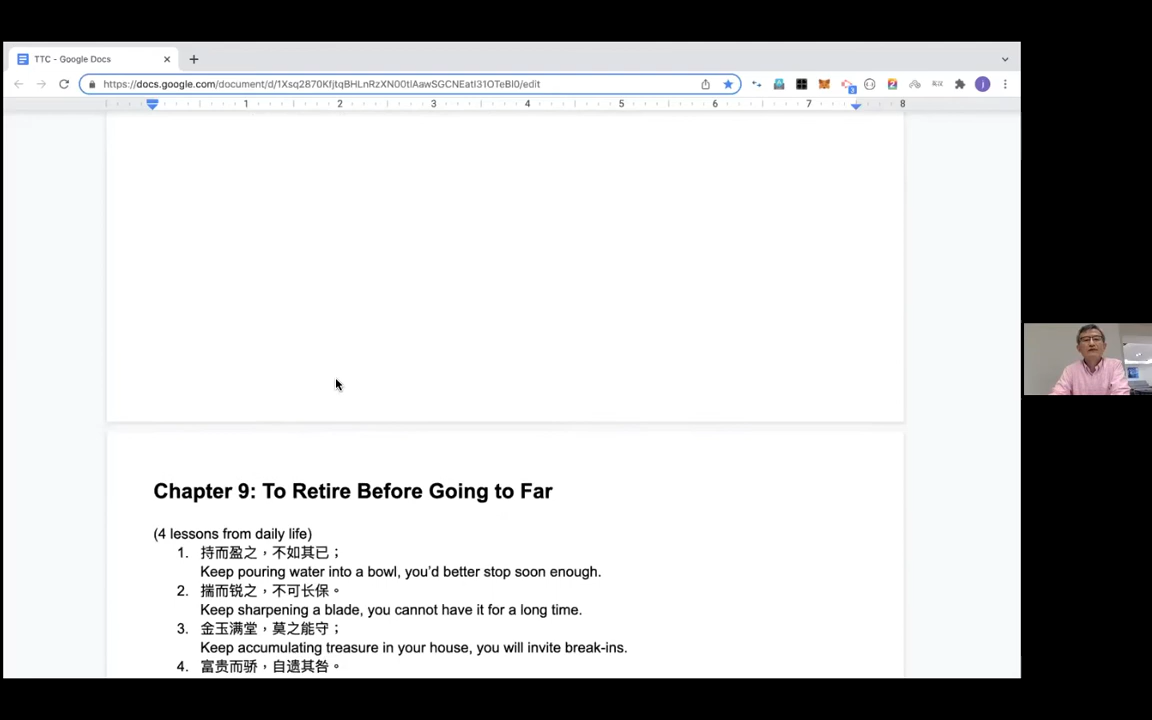 TTC - Google Docs
https://docs.google.com/document/d/1Xsq2870KfjtqBHLnRzXN00tlAawSGCNEatI31OTeBl0/edit
1 2 3 4 5 6 7 8
Chapter 9: To Retire Before Going to Far
(4 lessons from daily life)
1. 持而盈之，不如其已；
Keep pouring water into a bowl, you’d better stop soon enough.
2. 揣而锐之，不可长保。
Keep sharpening a blade, you cannot have it for a long time.
3. 金玉满堂，莫之能守；
Keep accumulating treasure in your house, you will invite break-ins.
4. 富贵而骄，自遗其咎。